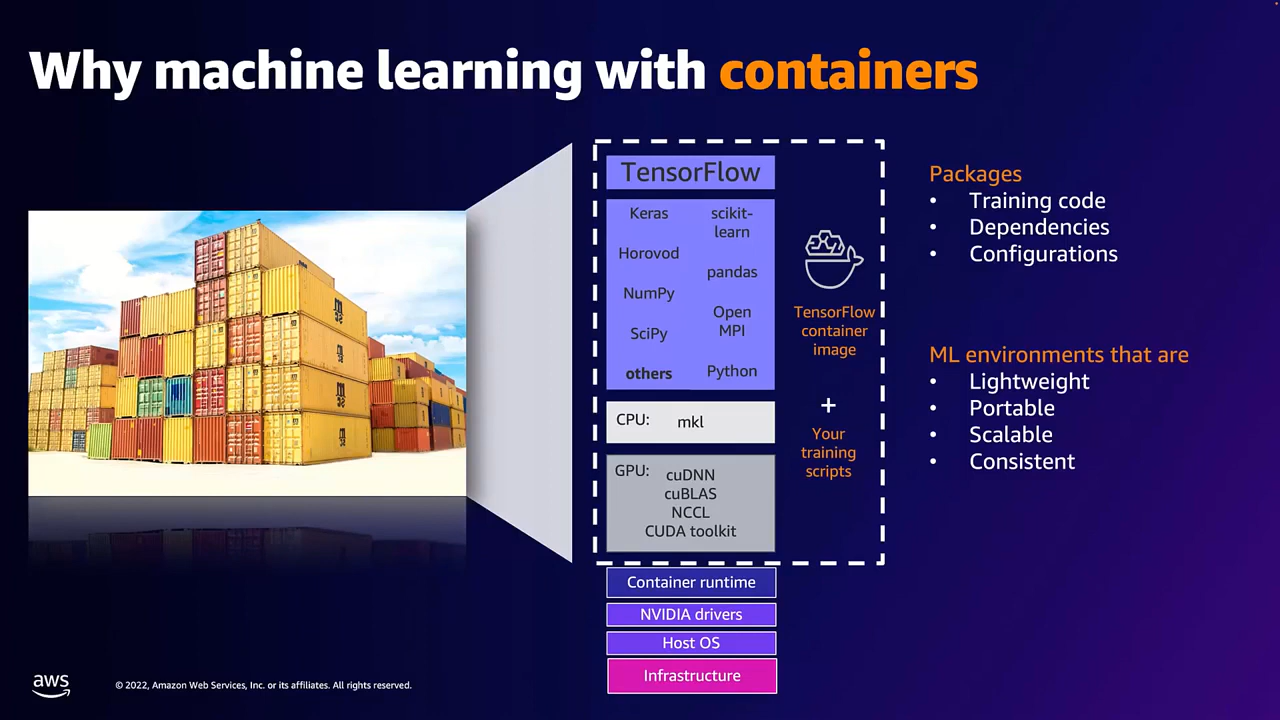 Why machine learning with containers
TensorFlow
Keras
Horovod
NumPy
SciPy
others
scikit-
learn
pandas
Open
MPI
Python
CPU: mkl
GPU: cuDNN
cuBLAS
NCCL
CUDA toolkit
TensorFlow
container
image
+
Your
training
scripts
Container runtime
NVIDIA drivers
Host OS
Infrastructure
Packages
• Training code
• Dependencies
• Configurations
ML environments that are
• Lightweight
• Portable
• Scalable
• Consistent
aws
© 2022, Amazon Web Services, Inc. or its affiliates. All rights reserved.